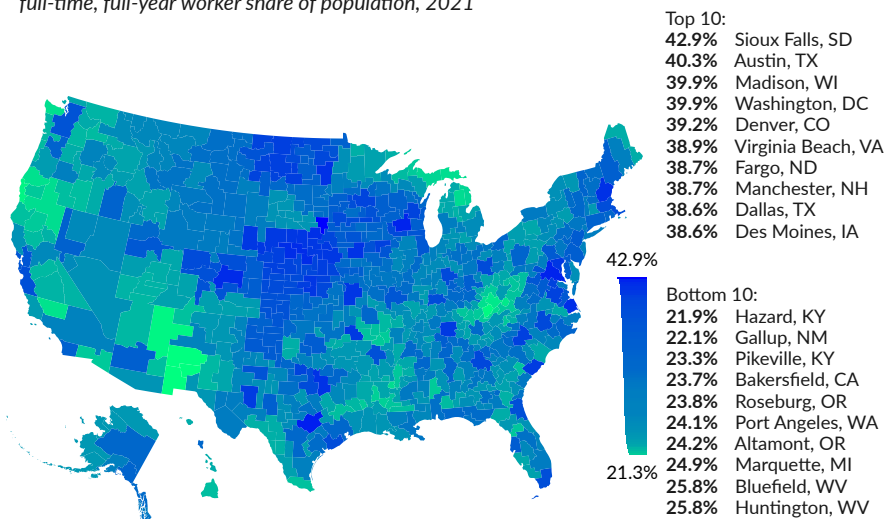 full-time, full-year worker share of population, 2021
Top 10:
42.9% Sioux Falls, SD
40.3% Austin, TX
39.9% Madison, WI
39.9% Washington, DC
39.2% Denver, CO
38.9% Virginia Beach, VA
38.7% Fargo, ND
38.7% Manchester, NH
38.6% Dallas, TX
38.6% Des Moines, IA
42.9%
21.3%
Bottom 10:
21.9% Hazard, KY
22.1% Gallup, NM
23.3% Pikeville, KY
23.7% Bakersfield, CA
23.8% Roseburg, OR
24.1% Port Angeles, WA
24.2% Altamont, OR
24.9% Marquette, MI
25.8% Bluefield, WV
25.8% Huntington, WV